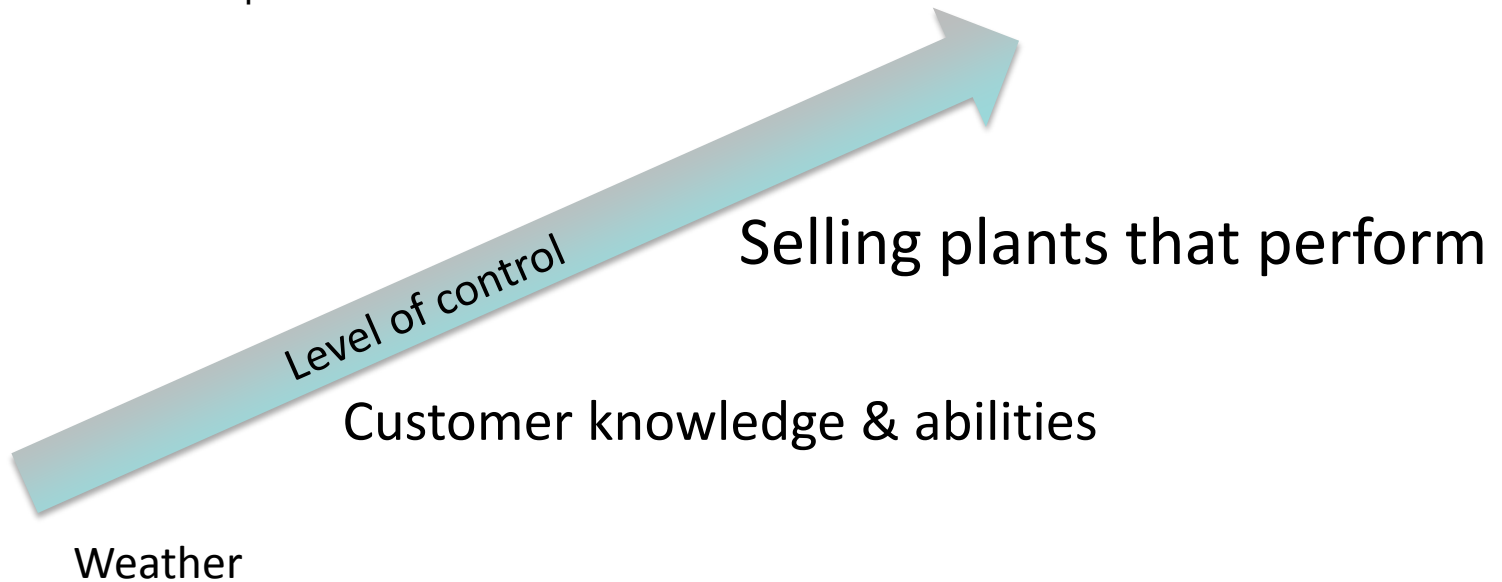 Selling plants that perform
Level of control
Customer knowledge & abilities
Weather